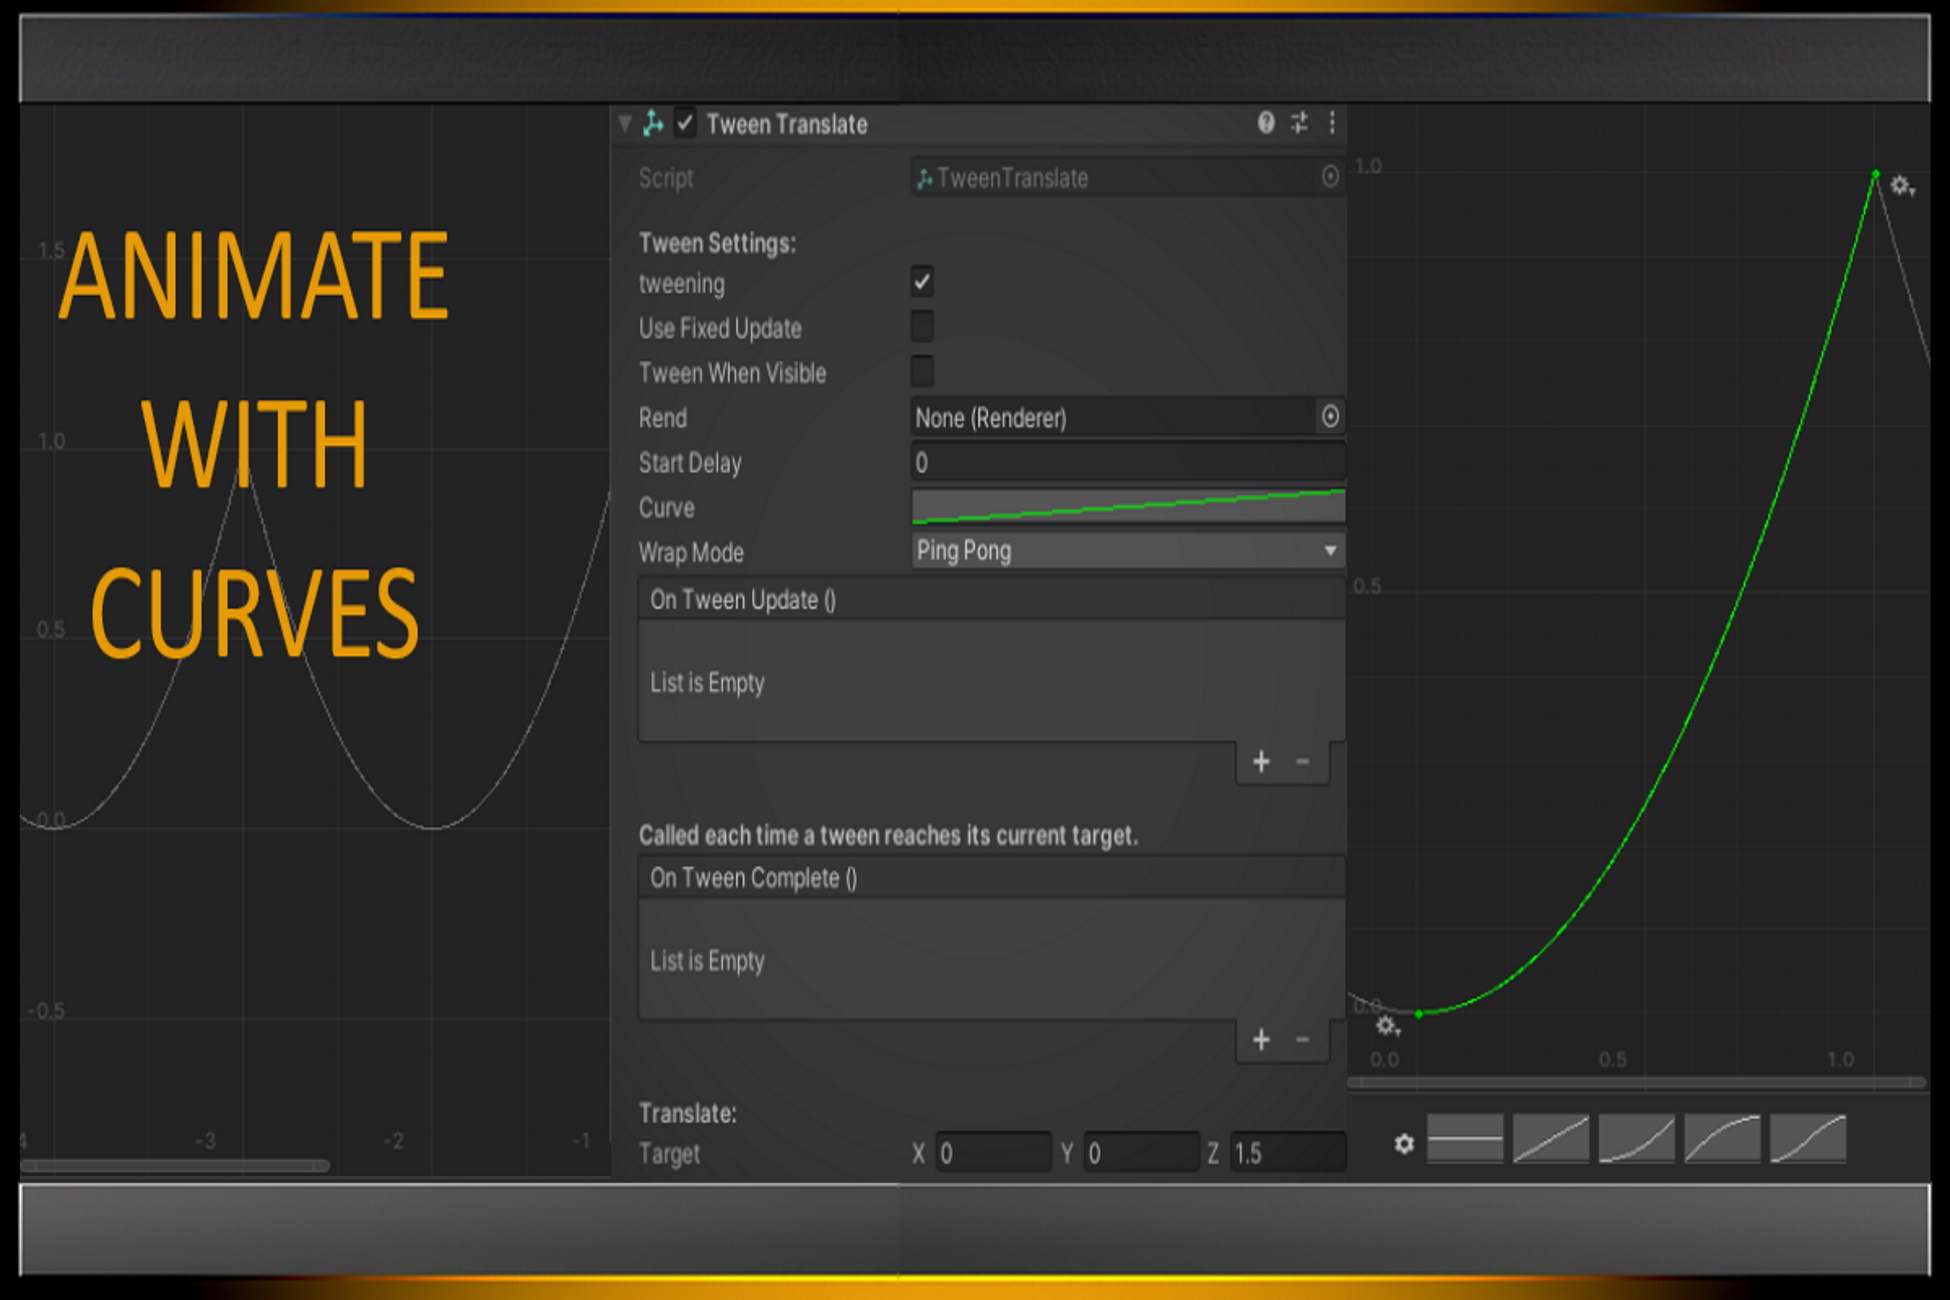 ANIMATE
WITH
CURVES
1.5
1.0
0.5
0.0
-0.5
4
-3
-2
-1
Tween Translate
Script
TweenTranslate
Tween Settings:
tweening
Use Fixed Update
Tween When Visible
Rend
None (Renderer)
Start Delay
0
Curve
Wrap Mode
Ping Pong
On Tween Update ()
List is Empty
+ -
Called each time a tween reaches its current target.
On Tween Complete ()
List is Empty
+ -
Translate:
Target
X 0 Y 0 Z 1.5
1.0
0.5
0.0
0.0 0.5 1.0